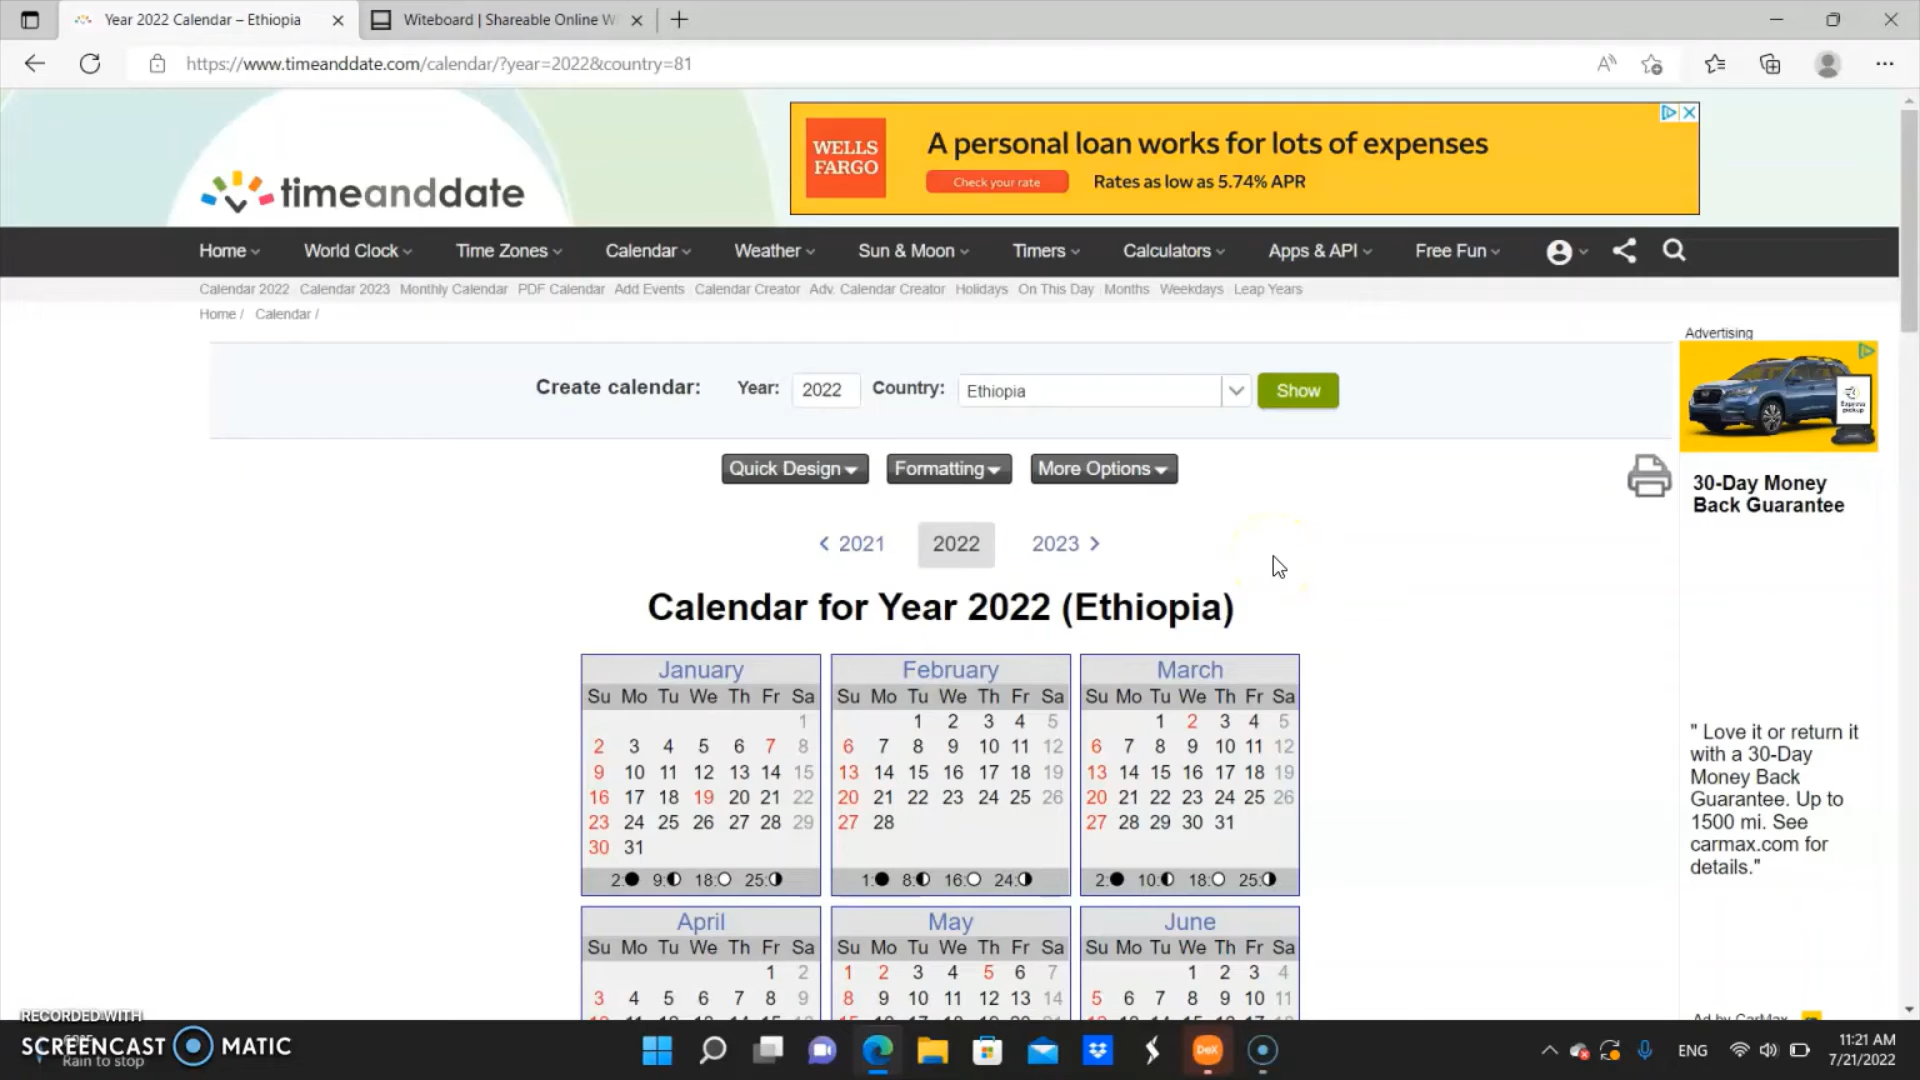 Year 2022 Calendar – Ethiopia
Witeboard | Shareable Online W
https://www.timeanddate.com/calendar/?year=2022&country=81
WELLS
FARGO
A personal loan works for lots of expenses
Check your rate
Rates as low as 5.74% APR
timeanddate
Home World Clock Time Zones Calendar Weather Sun & Moon Timers Calculators Apps & API Free Fun
Calendar 2022 Calendar 2023 Monthly Calendar PDF Calendar Add Events Calendar Creator Adv. Calendar Creator Holidays On This Day Months Weekdays Leap Years
Home / Calendar /
Advertising
Create calendar: Year: 2022 Country: Ethiopia Show
Express
pickup
Quick Design Formatting More Options
30-Day Money
Back Guarantee
< 2021 2022 2023 >
Calendar for Year 2022 (Ethiopia)
January
Su Mo Tu We Th Fr Sa
1
2 3 4 5 6 7 8
9 10 11 12 13 14 15
16 17 18 19 20 21 22
23 24 25 26 27 28 29
30 31
2: 9: 18: 25:
February
Su Mo Tu We Th Fr Sa
1 2 3 4 5
6 7 8 9 10 11 12
13 14 15 16 17 18 19
20 21 22 23 24 25 26
27 28
1: 8: 16: 24:
March
Su Mo Tu We Th Fr Sa
1 2 3 4 5
6 7 8 9 10 11 12
13 14 15 16 17 18 19
20 21 22 23 24 25 26
27 28 29 30 31
2: 10: 18: 25:
April
Su Mo Tu We Th Fr Sa
1 2
3 4 5 6 7 8 9
May
Su Mo Tu We Th Fr Sa
1 2 3 4 5 6 7
8 9 10 11 12 13 14
June
Su Mo Tu We Th Fr Sa
1 2 3 4
5 6 7 8 9 10 11
" Love it or return it
with a 30-Day
Money Back
Guarantee. Up to
1500 mi. See
carmax.com for
details."
Ad by CarMax
RECORDED WITH
SCREENCAST MATIC
Rain to stop
DeX
ENG
11:21 AM
7/21/2022